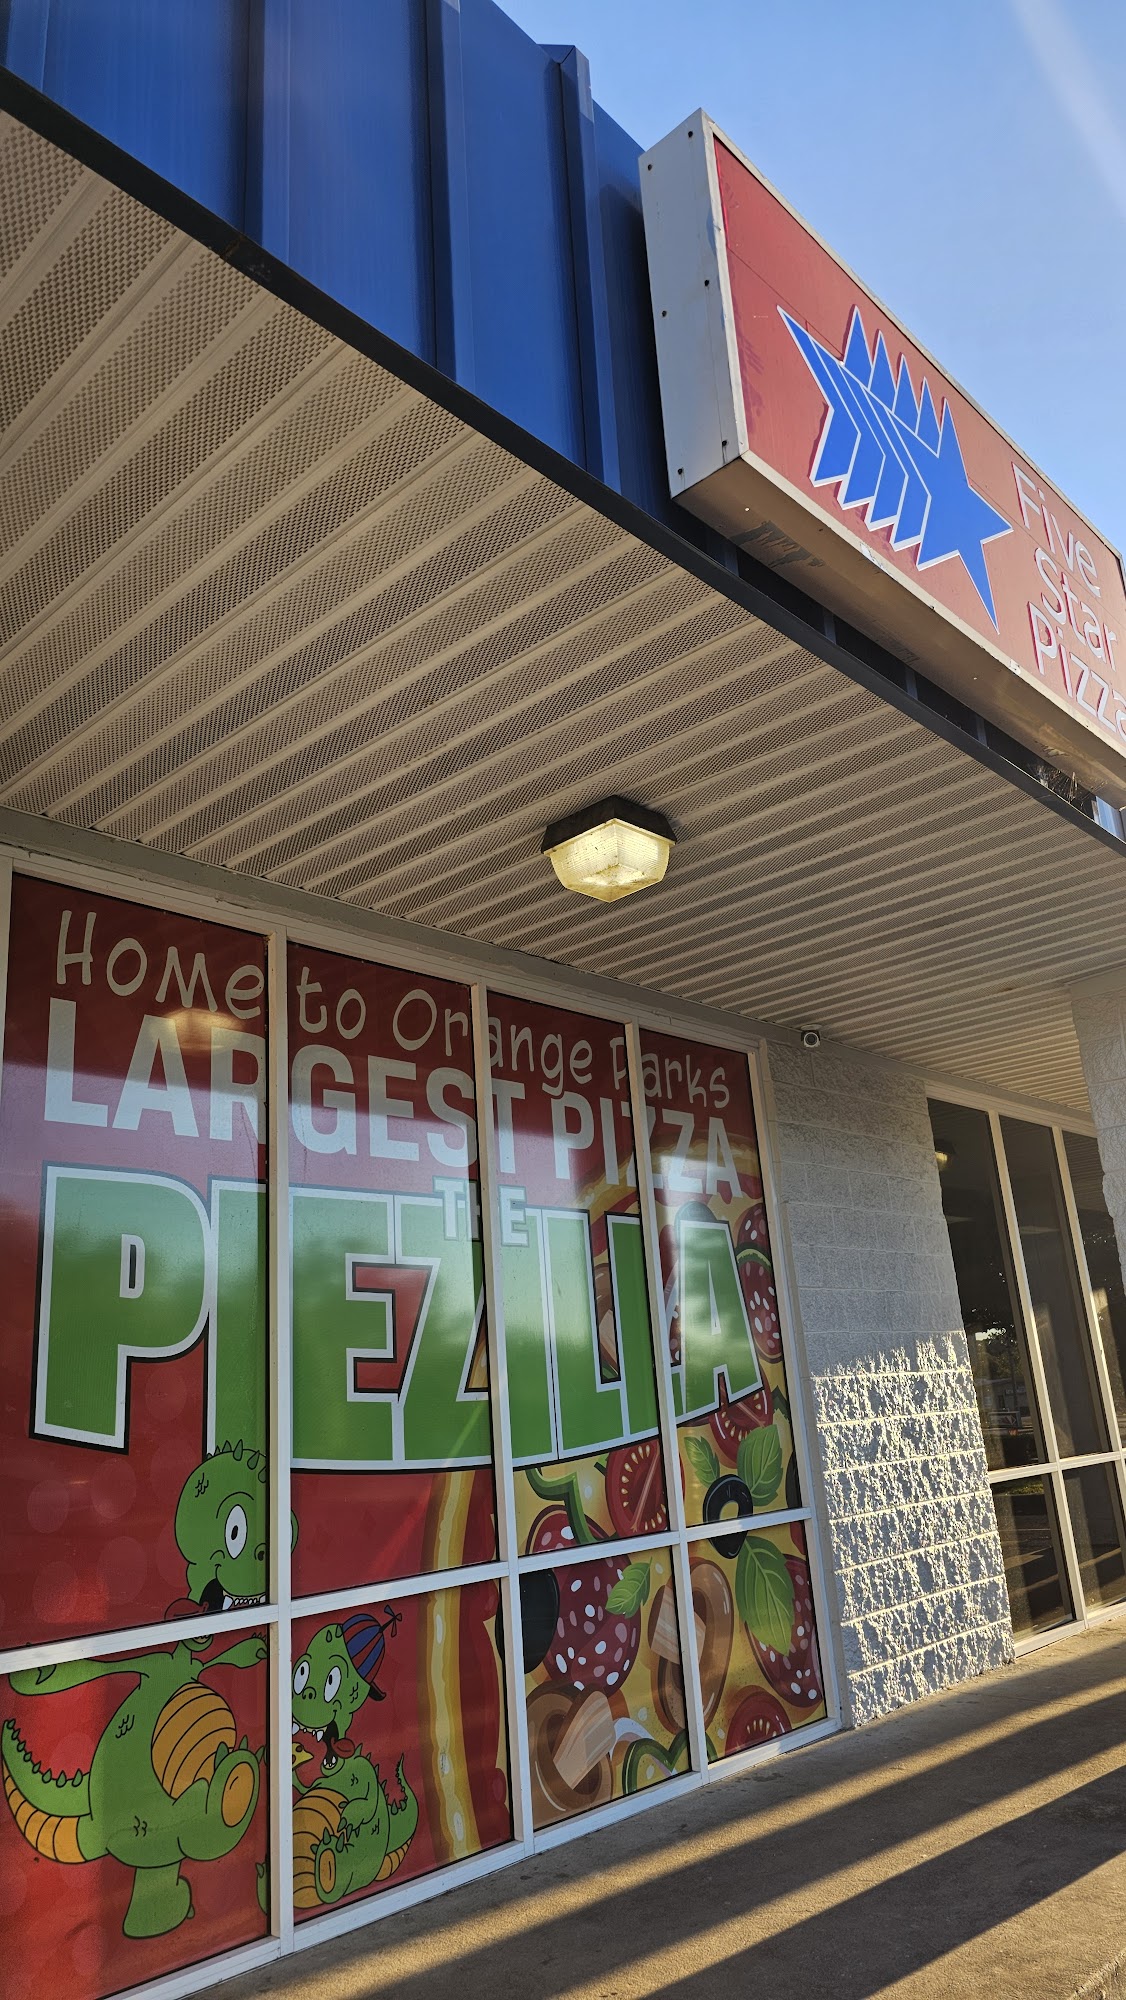 Five
Star
Pizza
Home to Orange Parks
LARGEST PIZZA
THE
PIEZILLA